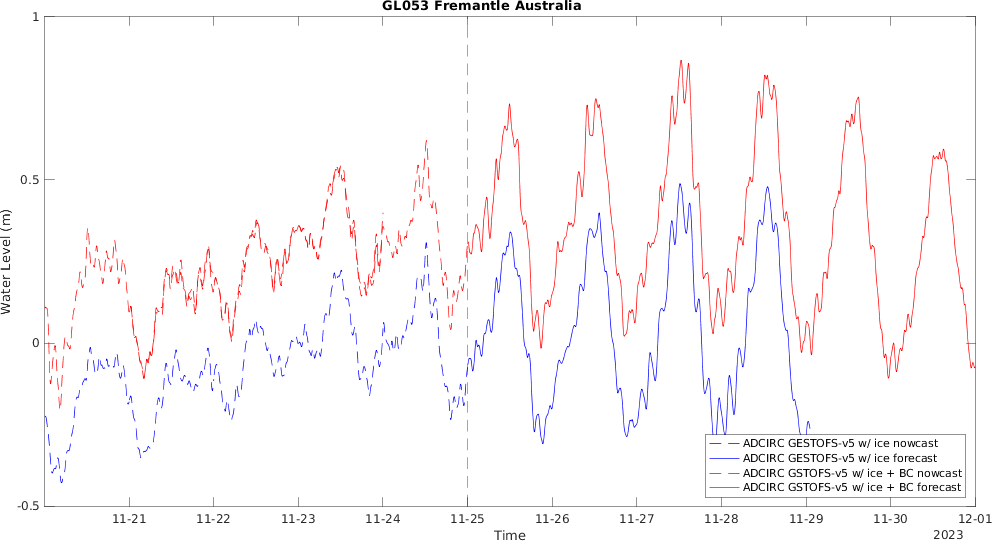 GL053 Fremantle Australia
Water Level (m)
1
0.5
0
-0.5
ADCIRC GESTOFS-v5 w/ ice nowcast
ADCIRC GESTOFS-v5 w/ ice forecast
ADCIRC GSTOFS-v5 w/ ice + BC nowcast
ADCIRC GSTOFS-v5 w/ ice + BC forecast
11-21 11-22 11-23 11-24 11-25 11-26 11-27 11-28 11-29 11-30 12-01
Time
2023